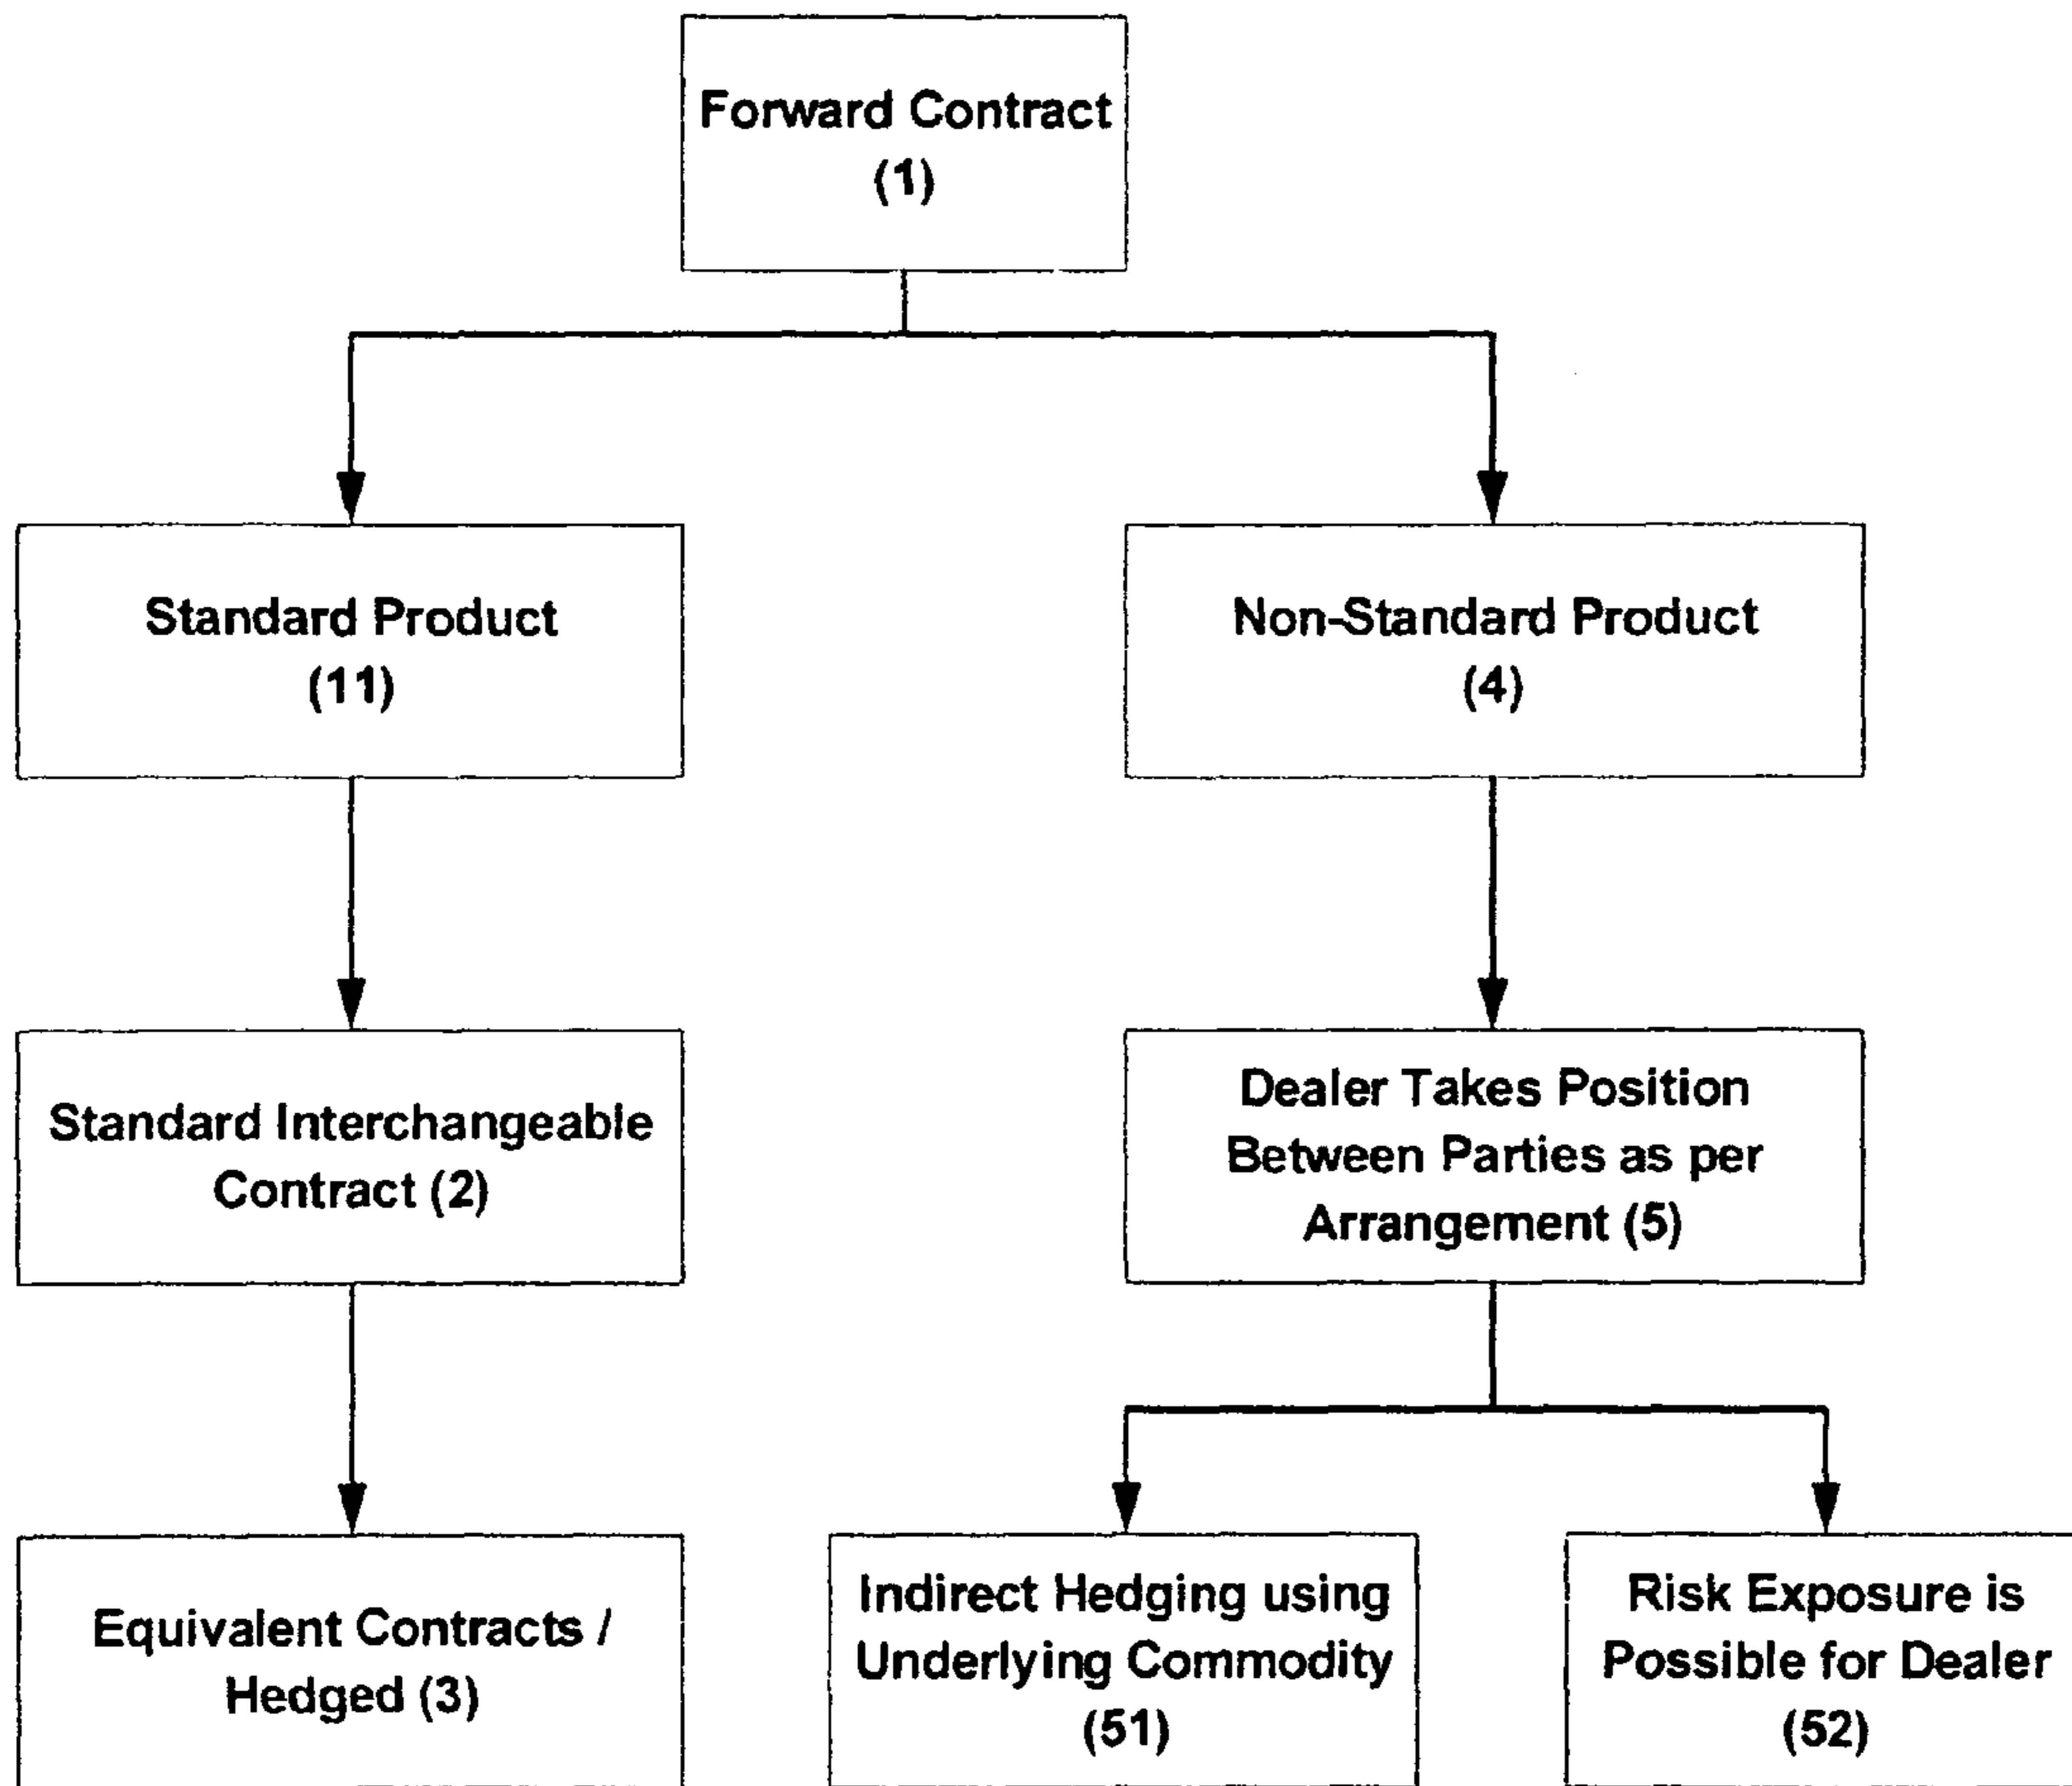 Forward Contract
(1)
Standard Product
(11)
Non-Standard Product
(4)
Standard Interchangeable
Contract (2)
Dealer Takes Position
Between Parties as per
Arrangement (5)
Equivalent Contracts /
Hedged (3)
Indirect Hedging using
Underlying Commodity
(51)
Risk Exposure is
Possible for Dealer
(52)